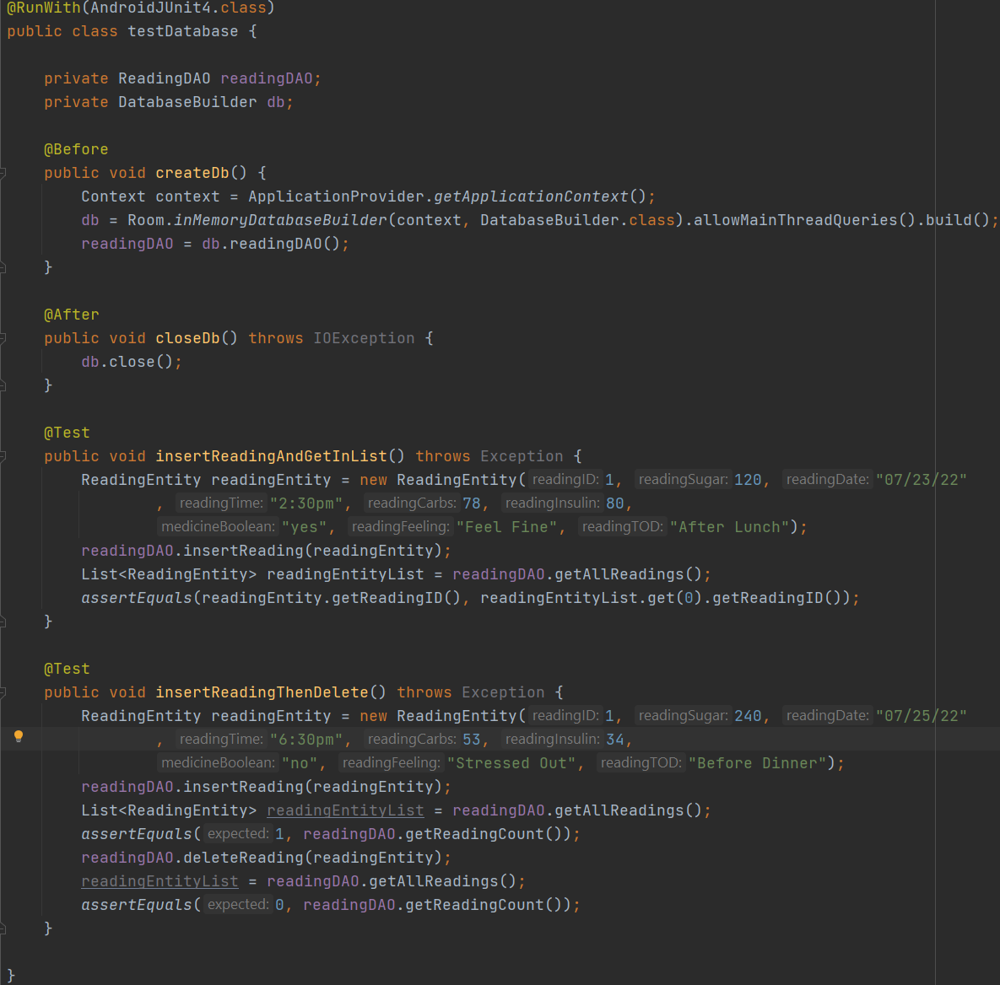 @RunWith(AndroidJUnit4.class)
public class testDatabase {
private ReadingDAO readingDAO;
private DatabaseBuilder db;
@Before
public void createDb() {
Context context = ApplicationProvider.getApplicationContext();
db = Room.inMemoryDatabaseBuilder(context, DatabaseBuilder.class).allowMainThreadQueries().build();
readingDAO = db.readingDAO();
}
@After
public void closeDb() throws IOException {
db.close();
}
@Test
public void insertReadingAndGetInList() throws Exception {
ReadingEntity readingEntity = new ReadingEntity( readingID: 1, readingSugar: 120, readingDate: "07/23/22"
, readingTime: "2:30pm", readingCarbs: 78, readingInsulin: 80,
medicineBoolean: "yes", readingFeeling: "Feel Fine", readingTOD: "After Lunch");
readingDAO.insertReading(readingEntity);
List<ReadingEntity> readingEntityList = readingDAO.getAllReadings();
assertEquals(readingEntity.getReadingID(), readingEntityList.get(0).getReadingID());
}
@Test
public void insertReadingThenDelete() throws Exception {
ReadingEntity readingEntity = new ReadingEntity( readingID: 1, readingSugar: 240, readingDate: "07/25/22"
, readingTime: "6:30pm", readingCarbs: 53, readingInsulin: 34,
medicineBoolean: "no", readingFeeling: "Stressed Out", readingTOD: "Before Dinner");
readingDAO.insertReading(readingEntity);
List<ReadingEntity> readingEntityList = readingDAO.getAllReadings();
assertEquals( expected: 1, readingDAO.getReadingCount());
readingDAO.deleteReading(readingEntity);
readingEntityList = readingDAO.getAllReadings();
assertEquals( expected: 0, readingDAO.getReadingCount());
}
}